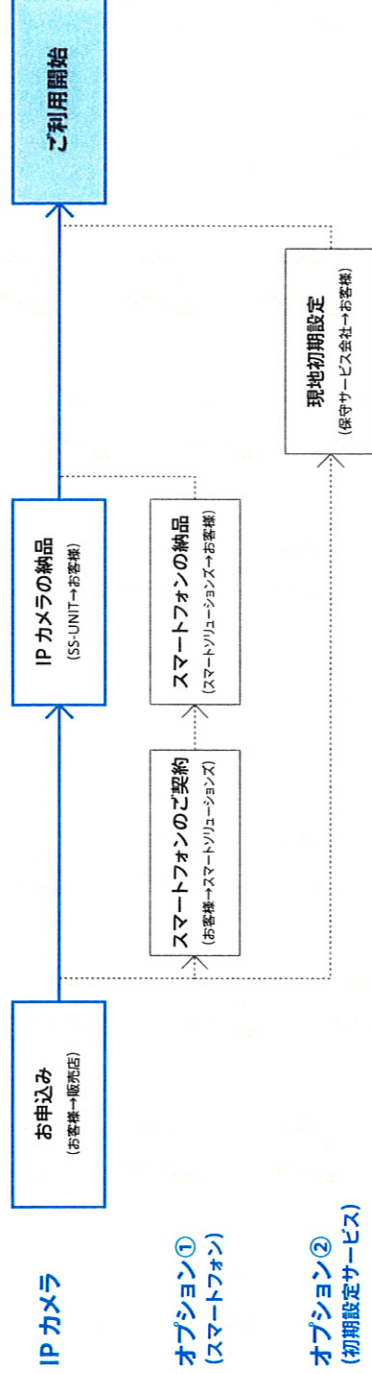 IPカメラ
お申込み
(お客様→販売店)
IPカメラの納品
(SS-UNIT→お客様)
ご利用開始
オプション①
(スマートフォン)
スマートフォンのご契約
(お客様→スマートソリューションズ)
スマートフォンの納品
(スマートソリューションズ→お客様)
オプション②
(初期設定サービス)
現地初期設定
(保守サービス会社→お客様)